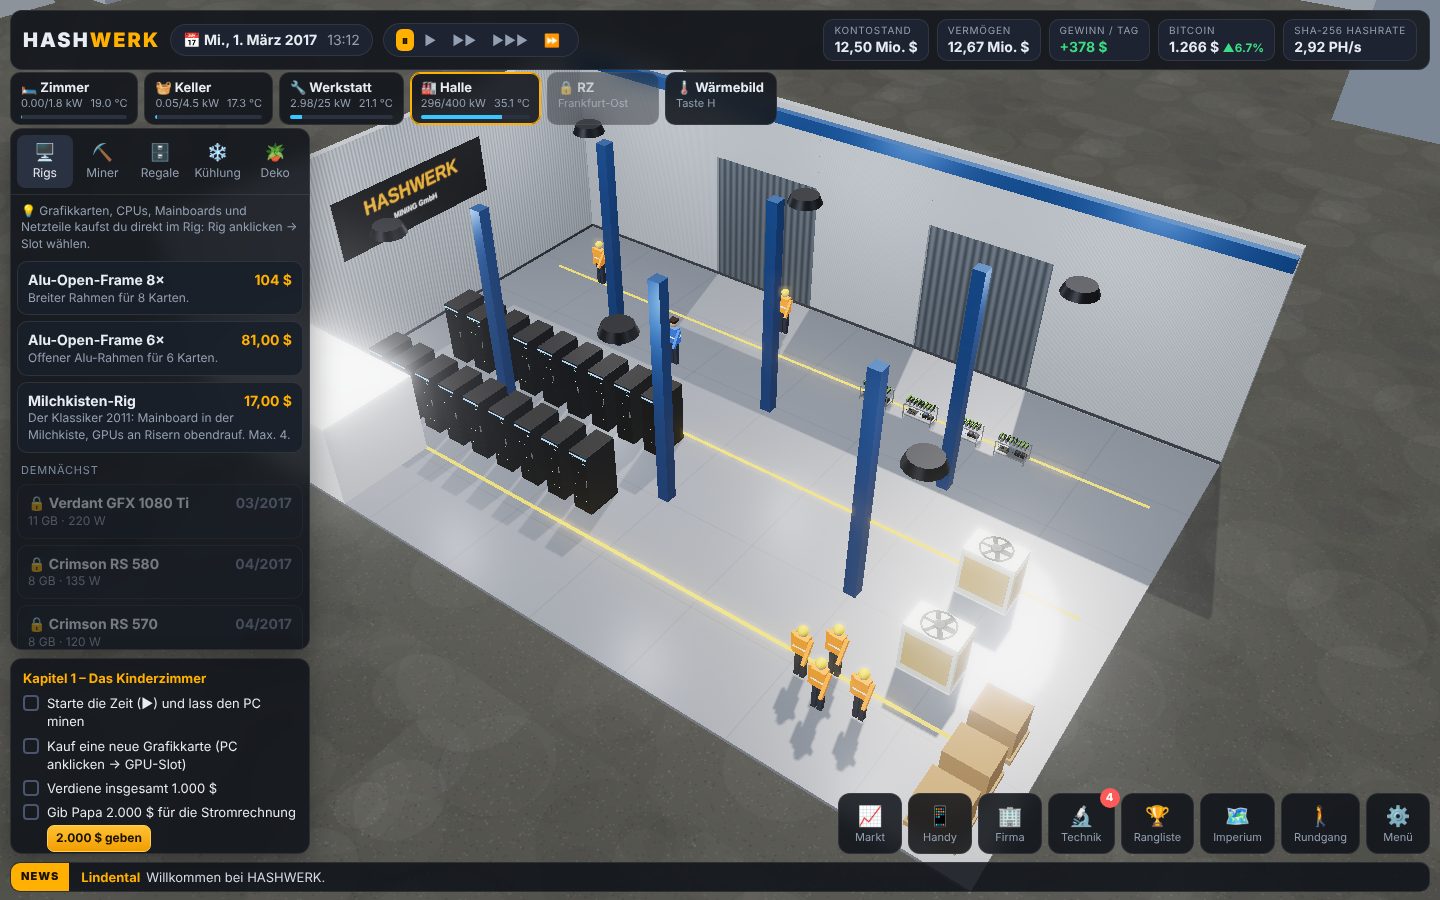 HASHWERK
Mi., 1. März 2017 13:12
KONTOSTAND
12,50 Mio. $
VERMÖGEN
12,67 Mio. $
GEWINN / TAG
+378 $
BITCOIN
1.266 $ ▲6.7%
SHA-256 HASHRATE
2,92 PH/s
Zimmer
0.00/1.8 kW 19.0 °C
Keller
0.05/4.5 kW 17.3 °C
Werkstatt
2.98/25 kW 21.1 °C
Halle
296/400 kW 35.1 °C
RZ
Frankfurt-Ost
Wärmebild
Taste H
Rigs
Miner
Regale
Kühlung
Deko
Grafikkarten, CPUs, Mainboards und
Netzteile kaufst du direkt im Rig: Rig anklicken →
Slot wählen.
Alu-Open-Frame 8× 104 $
Breiter Rahmen für 8 Karten.
Alu-Open-Frame 6× 81,00 $
Offener Alu-Rahmen für 6 Karten.
Milchkisten-Rig 17,00 $
Der Klassiker 2011: Mainboard in der
Milchkiste, GPUs an Risern obendrauf. Max. 4.
DEMNÄCHST
Verdant GFX 1080 Ti 03/2017
11 GB · 220 W
Crimson RS 580 04/2017
8 GB · 135 W
Crimson RS 570 04/2017
8 GB · 120 W
HASHWERK
MINING GmbH
Kapitel 1 – Das Kinderzimmer
Starte die Zeit (▶) und lass den PC
minen
Kauf eine neue Grafikkarte (PC
anklicken → GPU-Slot)
Verdiene insgesamt 1.000 $
Gib Papa 2.000 $ für die Stromrechnung
2.000 $ geben
Markt
Handy
Firma
4
Technik
Rangliste
Imperium
Rundgang
Menü
NEWS Lindental Willkommen bei HASHWERK.